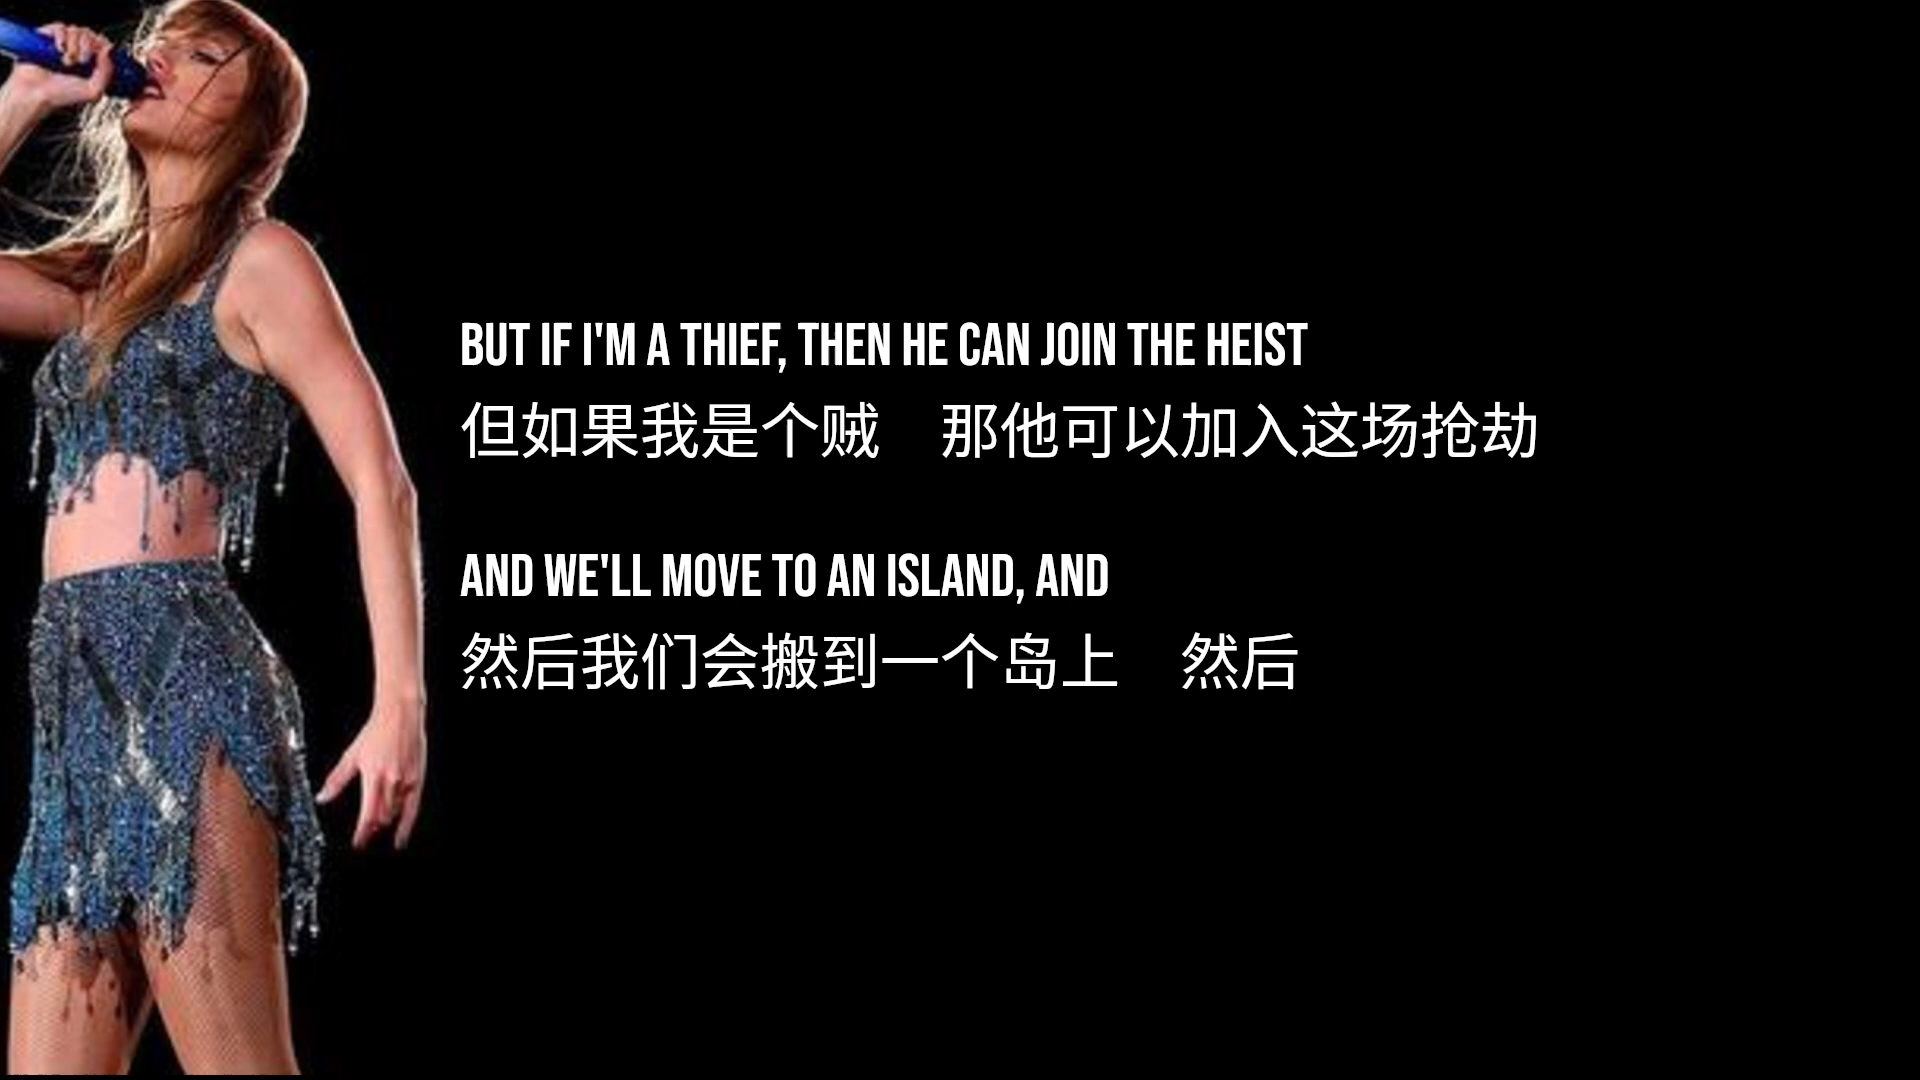 BUT IF I'M A THIEF, THEN HE CAN JOIN THE HEIST
但如果我是个贼　那他可以加入这场抢劫
AND WE'LL MOVE TO AN ISLAND, AND
然后我们会搬到一个岛上　然后